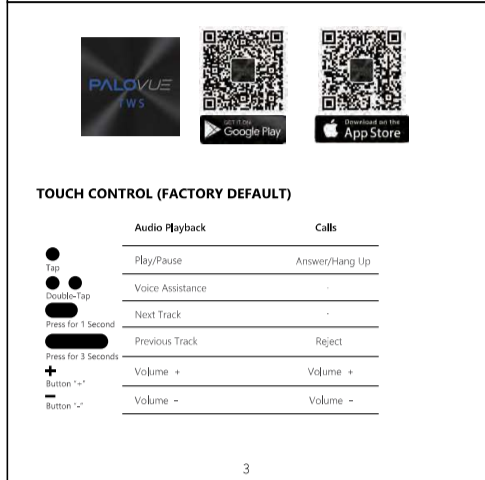 PALOVUE
TWS
GET IT ON
Google Play
Download on the
App Store
TOUCH CONTROL (FACTORY DEFAULT)
Audio Playback Calls
Tap Play/Pause Answer/Hang Up
Double-Tap Voice Assistance -
Press for 1 Second Next Track -
Press for 3 Seconds Previous Track Reject
Button "+" Volume + Volume +
Button "-" Volume - Volume -
3